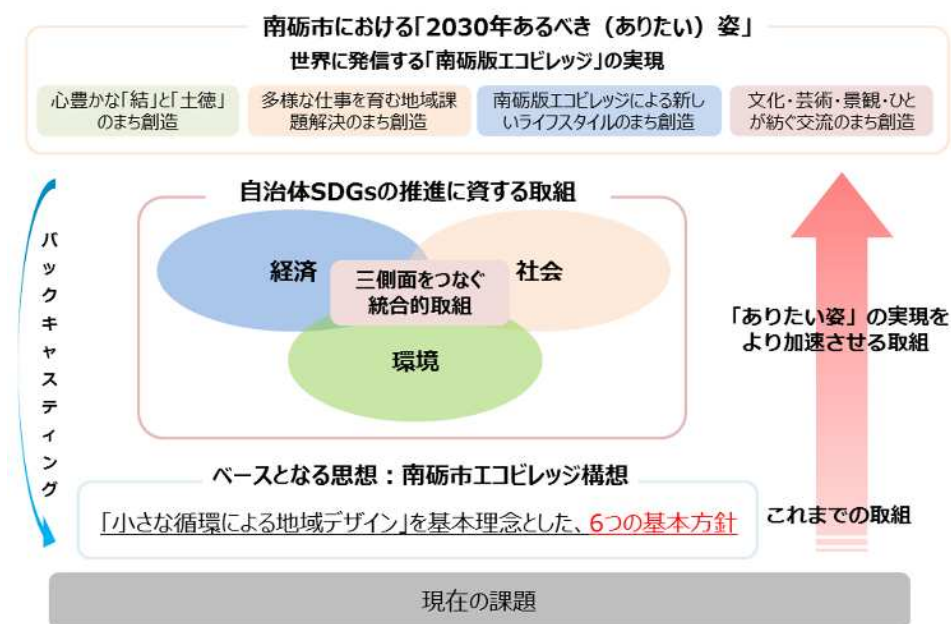 南砺市における「2030年あるべき（ありたい）姿」
世界に発信する「南砺版エコビレッジ」の実現
心豊かな「結」と「土徳」
のまち創造
多様な仕事を育む地域課
題解決のまち創造
南砺版エコビレッジによる新し
いライフスタイルのまち創造
文化・芸術・景観・ひと
が紡ぐ交流のまち創造
バックキャスティング
自治体SDGsの推進に資する取組
経済
社会
三側面をつなぐ
統合的取組
環境
「ありたい姿」の実現を
より加速させる取組
ベースとなる思想：南砺市エコビレッジ構想
「小さな循環による地域デザイン」を基本理念とした、6つの基本方針
これまでの取組
現在の課題